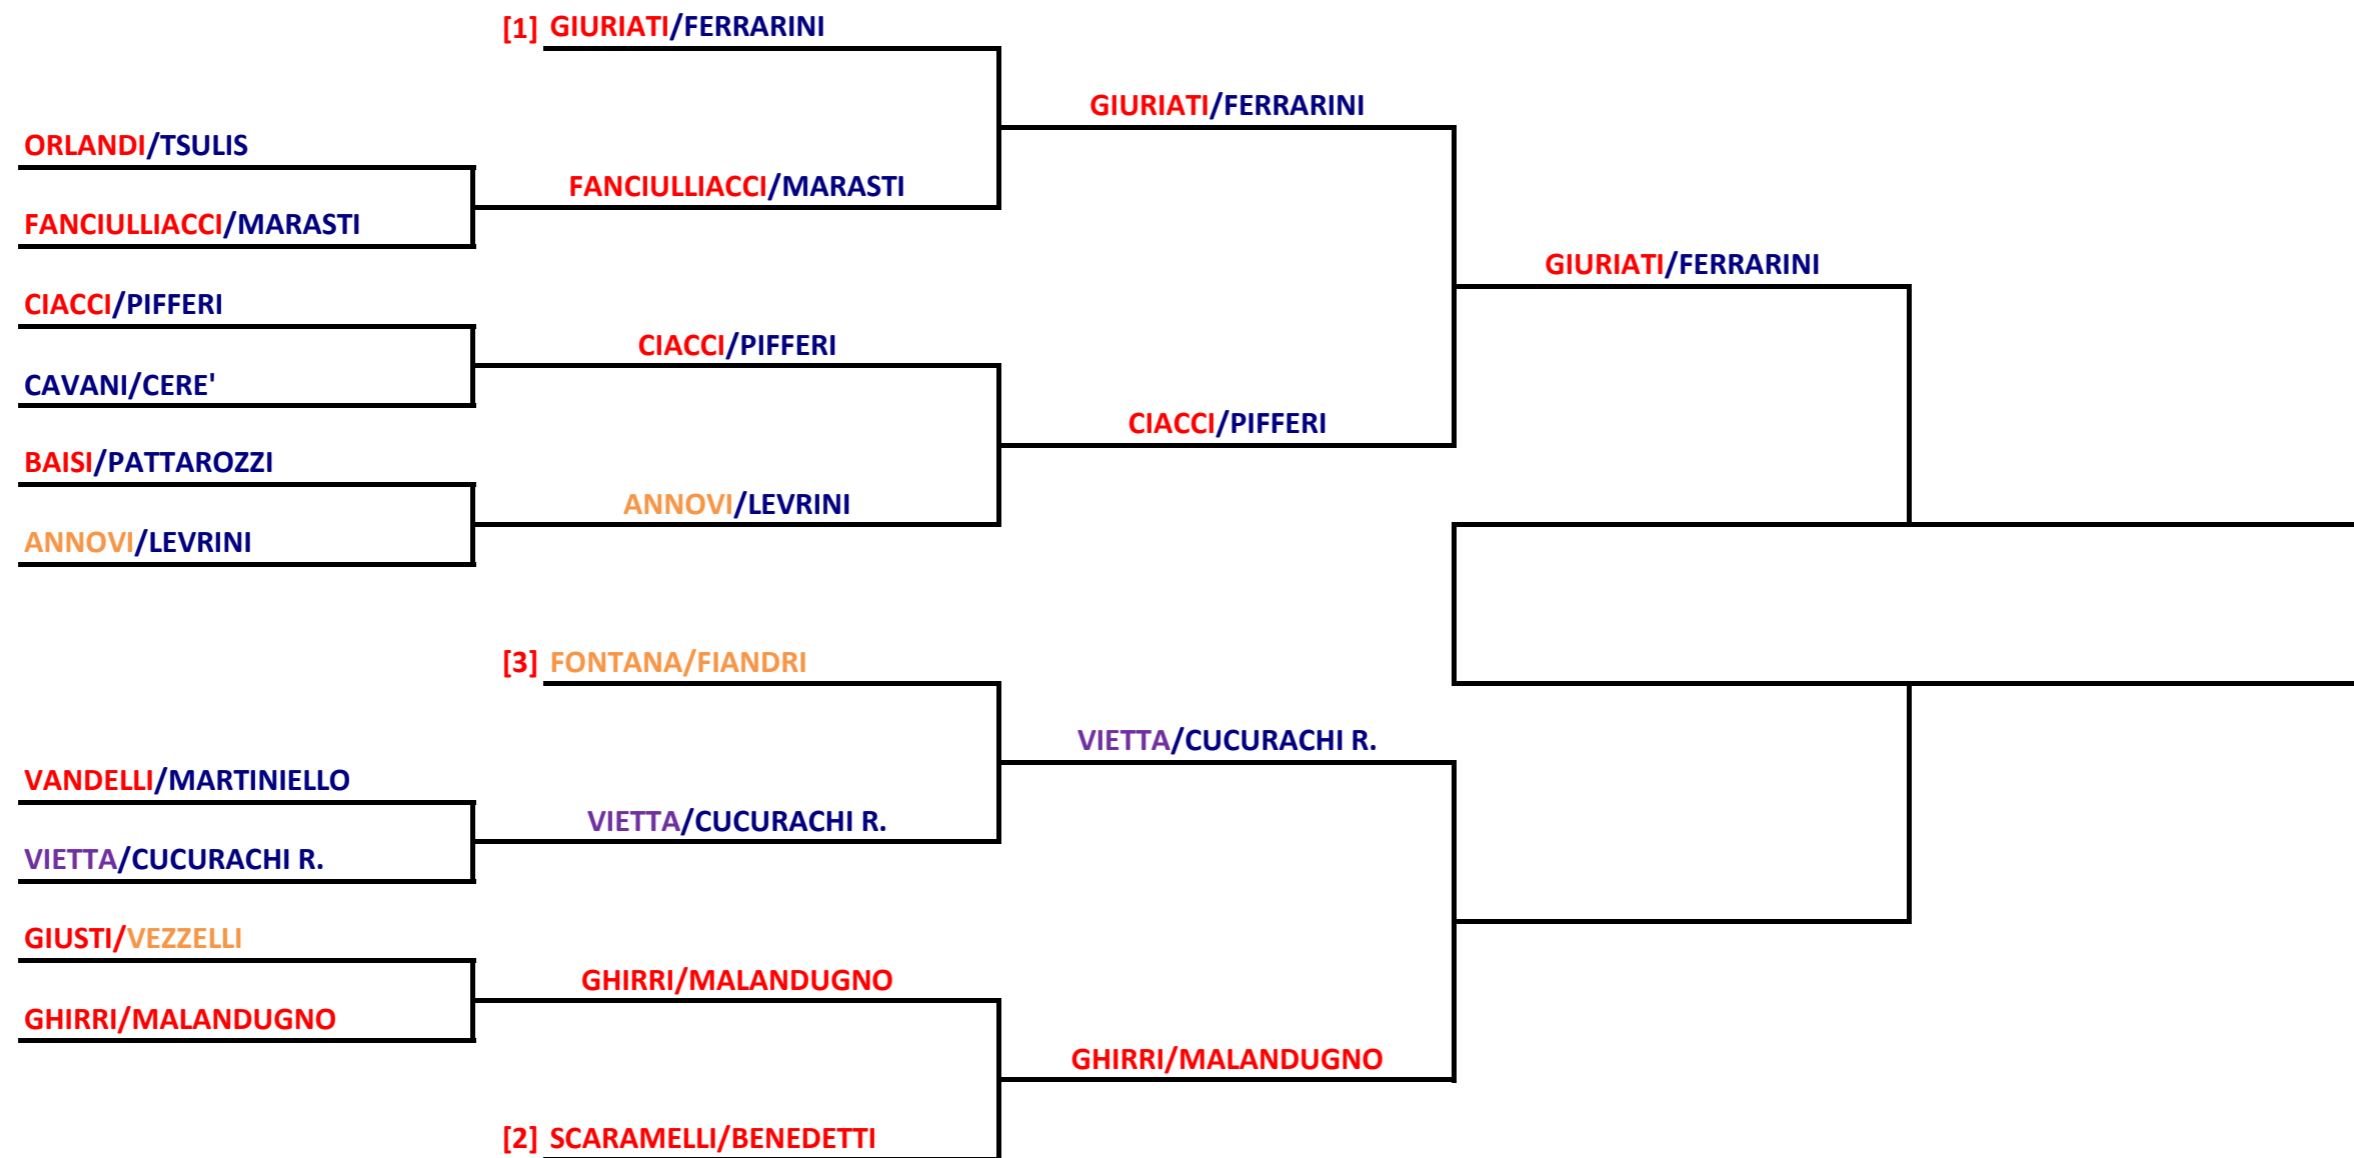 [1] GIURIATI/FERRARINI
GIURIATI/FERRARINI
ORLANDI/TSULIS
FANCIULLIACCI/MARASTI
FANCIULLIACCI/MARASTI
GIURIATI/FERRARINI
CIACCI/PIFFERI
CIACCI/PIFFERI
CAVANI/CERE'
CIACCI/PIFFERI
BAISI/PATTAROZZI
ANNOVI/LEVRINI
ANNOVI/LEVRINI
[3] FONTANA/FIANDRI
VIETTA/CUCURACHI R.
VANDELLI/MARTINIELLO
VIETTA/CUCURACHI R.
VIETTA/CUCURACHI R.
GIUSTI/VEZZELLI
GHIRRI/MALANDUGNO
GHIRRI/MALANDUGNO
GHIRRI/MALANDUGNO
[2] SCARAMELLI/BENEDETTI